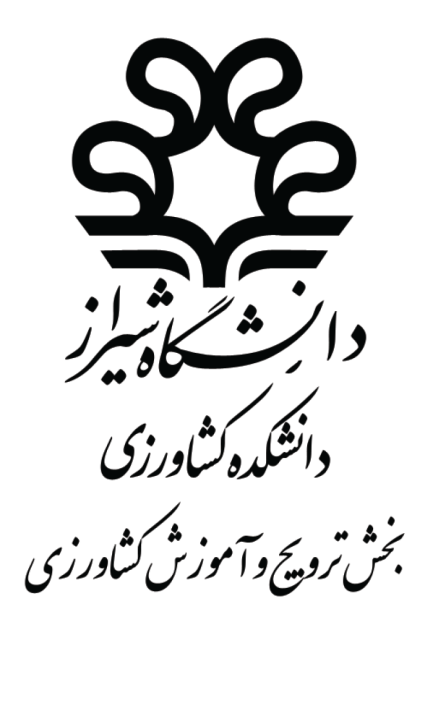 دانشگاه شیراز
دانشکده کشاورزی
بخش ترویج و آموزش کشاورزی